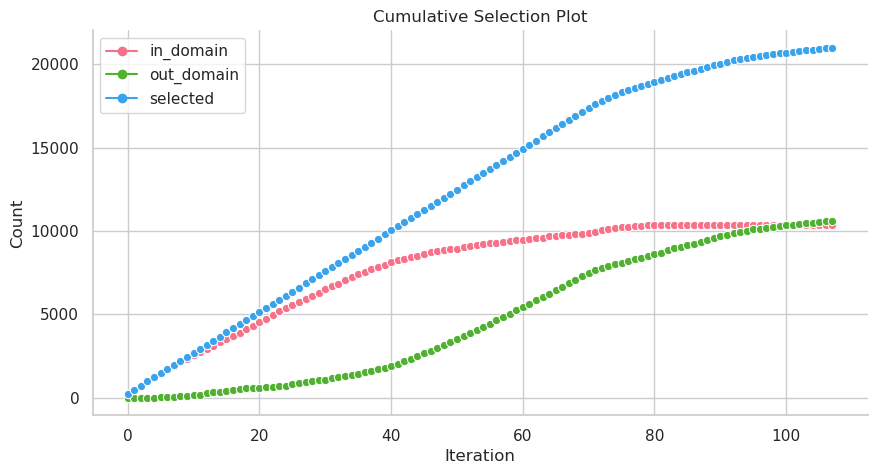 Cumulative Selection Plot
in_domain
out_domain
selected
20000
15000
10000
5000
0
Count
0 20 40 60 80 100
Iteration